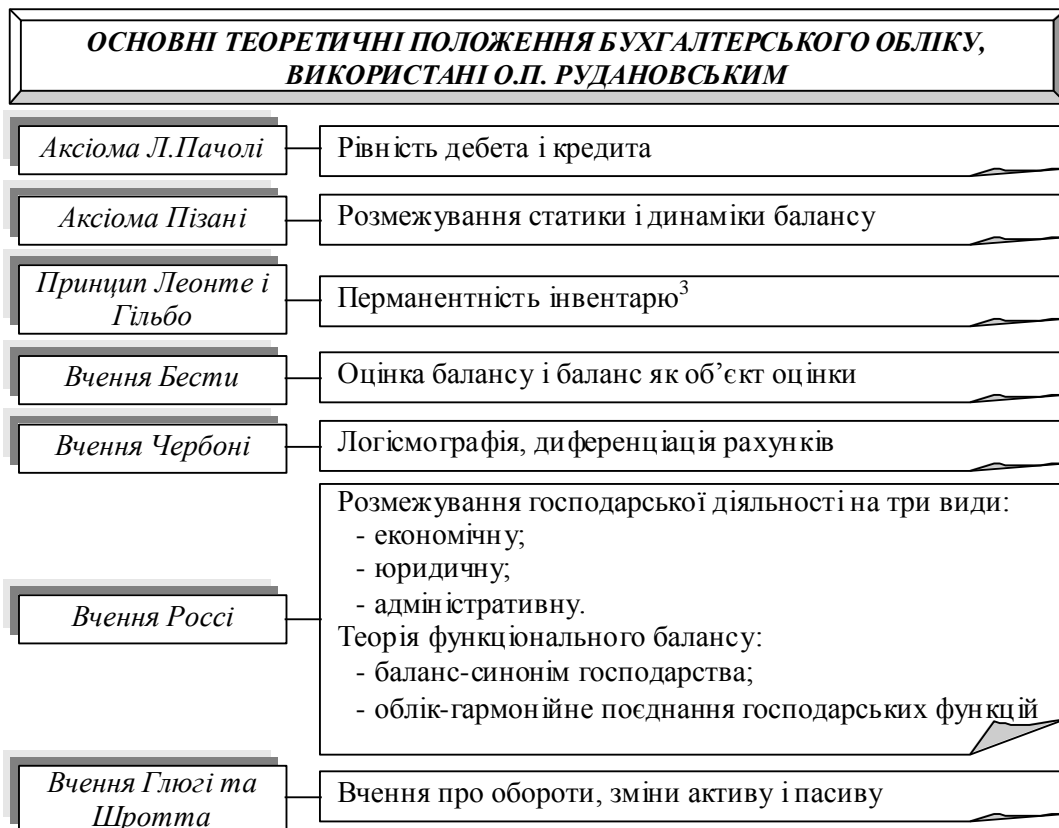 ОСНОВНІ ТЕОРЕТИЧНІ ПОЛОЖЕННЯ БУХГАЛТЕРСЬКОГО ОБЛІКУ,
ВИКОРИСТАНІ О.П. РУДАНОВСЬКИМ
Аксіома Л.Пачолі
Рівність дебета і кредита
Аксіома Пізані
Розмежування статики і динаміки балансу
Принцип Леонте і
Гільбо
Перманентність інвентарю³
Вчення Бести
Оцінка балансу і баланс як об’єкт оцінки
Вчення Чербоні
Логісмографія, диференціація рахунків
Вчення Россі
Розмежування господарської діяльності на три види:
- економічну;
- юридичну;
- адміністративну.
Теорія функціонального балансу:
- баланс-синонім господарства;
- облік-гармонійне поєднання господарських функцій
Вчення Глюгі та
Шротта
Вчення про обороти, зміни активу і пасиву